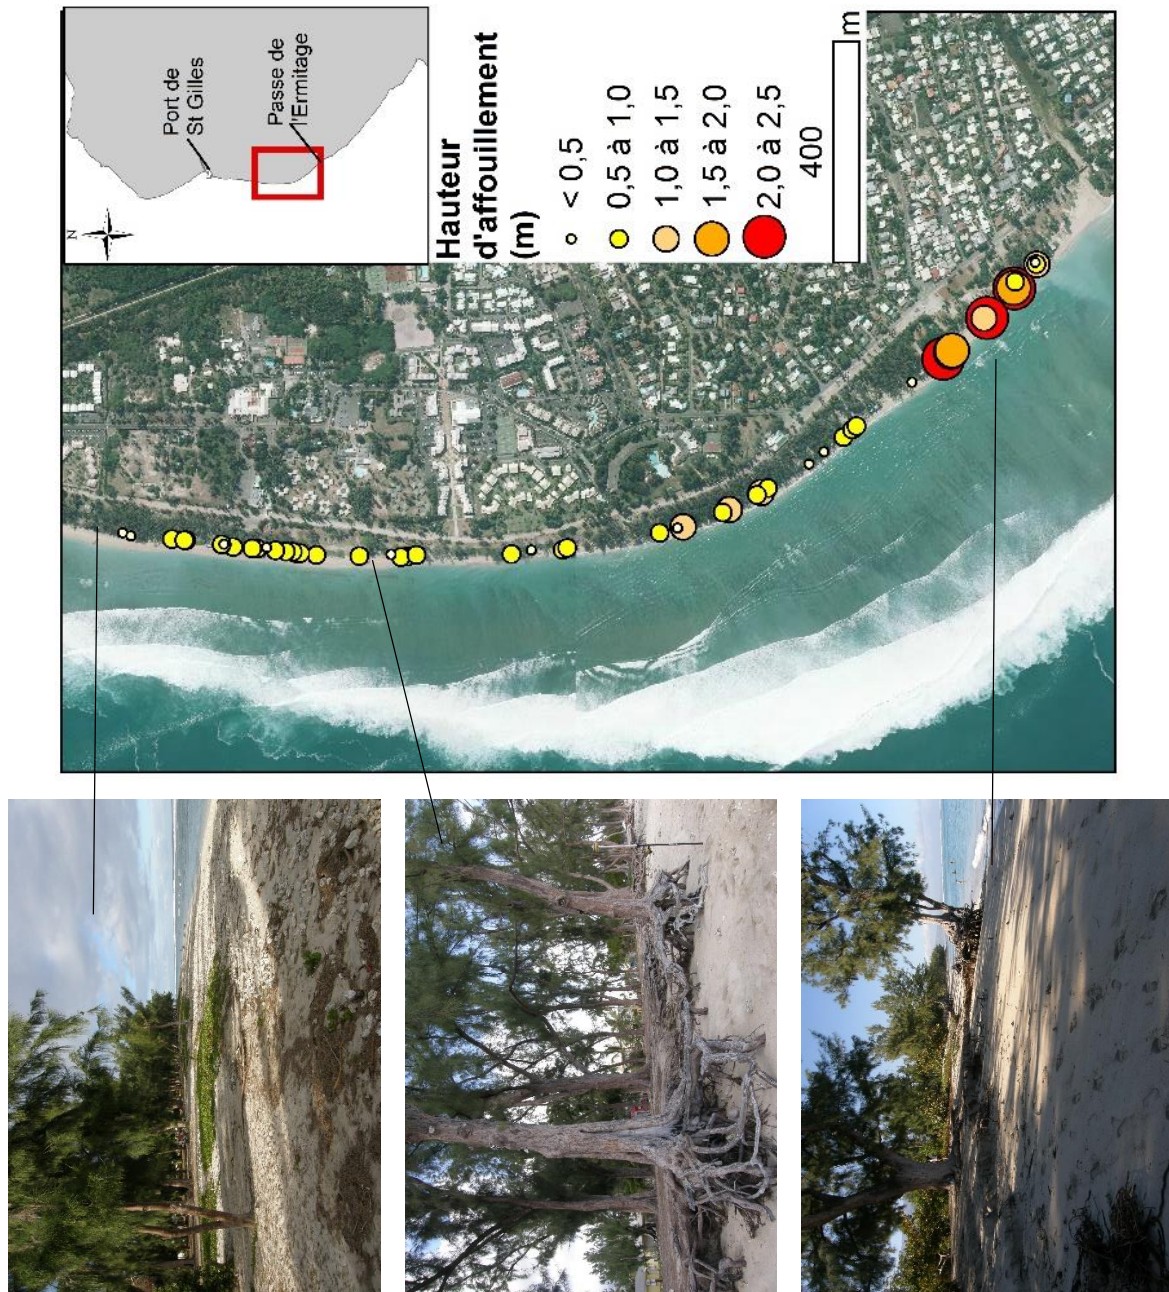 N
Port de
St Gilles
Passe de
l'Ermitage
Hauteur
d'affouillement
(m)
< 0,5
0,5 à 1,0
1,0 à 1,5
1,5 à 2,0
2,0 à 2,5
400
m